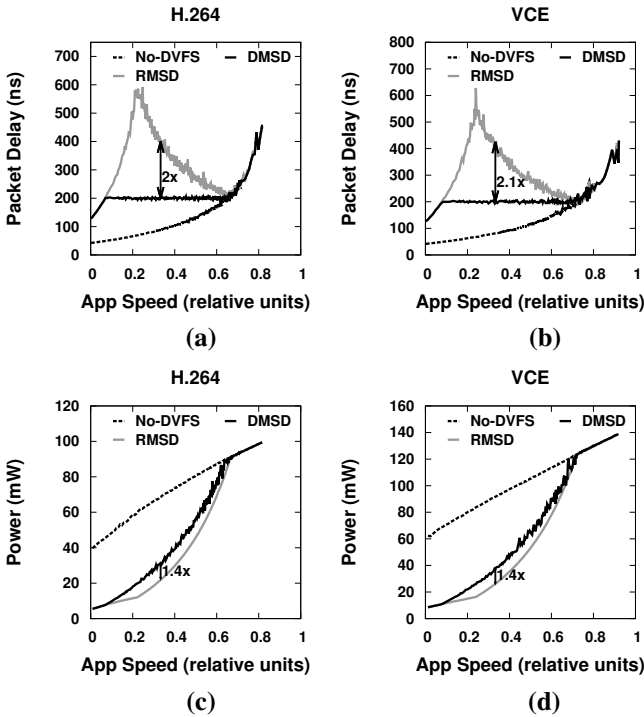 H.264
700
600
500
400
300
200
100
0
Packet Delay (ns)
No-DVFS
RMSD
DMSD
2x
0 0.2 0.4 0.6 0.8 1
App Speed (relative units)
(a)
VCE
800
700
600
500
400
300
200
100
0
Packet Delay (ns)
No-DVFS
RMSD
DMSD
2.1x
0 0.2 0.4 0.6 0.8 1
App Speed (relative units)
(b)
H.264
120
100
80
60
40
20
0
Power (mW)
No-DVFS
RMSD
DMSD
1.4x
0 0.2 0.4 0.6 0.8 1
App Speed (relative units)
(c)
VCE
160
140
120
100
80
60
40
20
0
Power (mW)
No-DVFS
RMSD
DMSD
1.4x
0 0.2 0.4 0.6 0.8 1
App Speed (relative units)
(d)